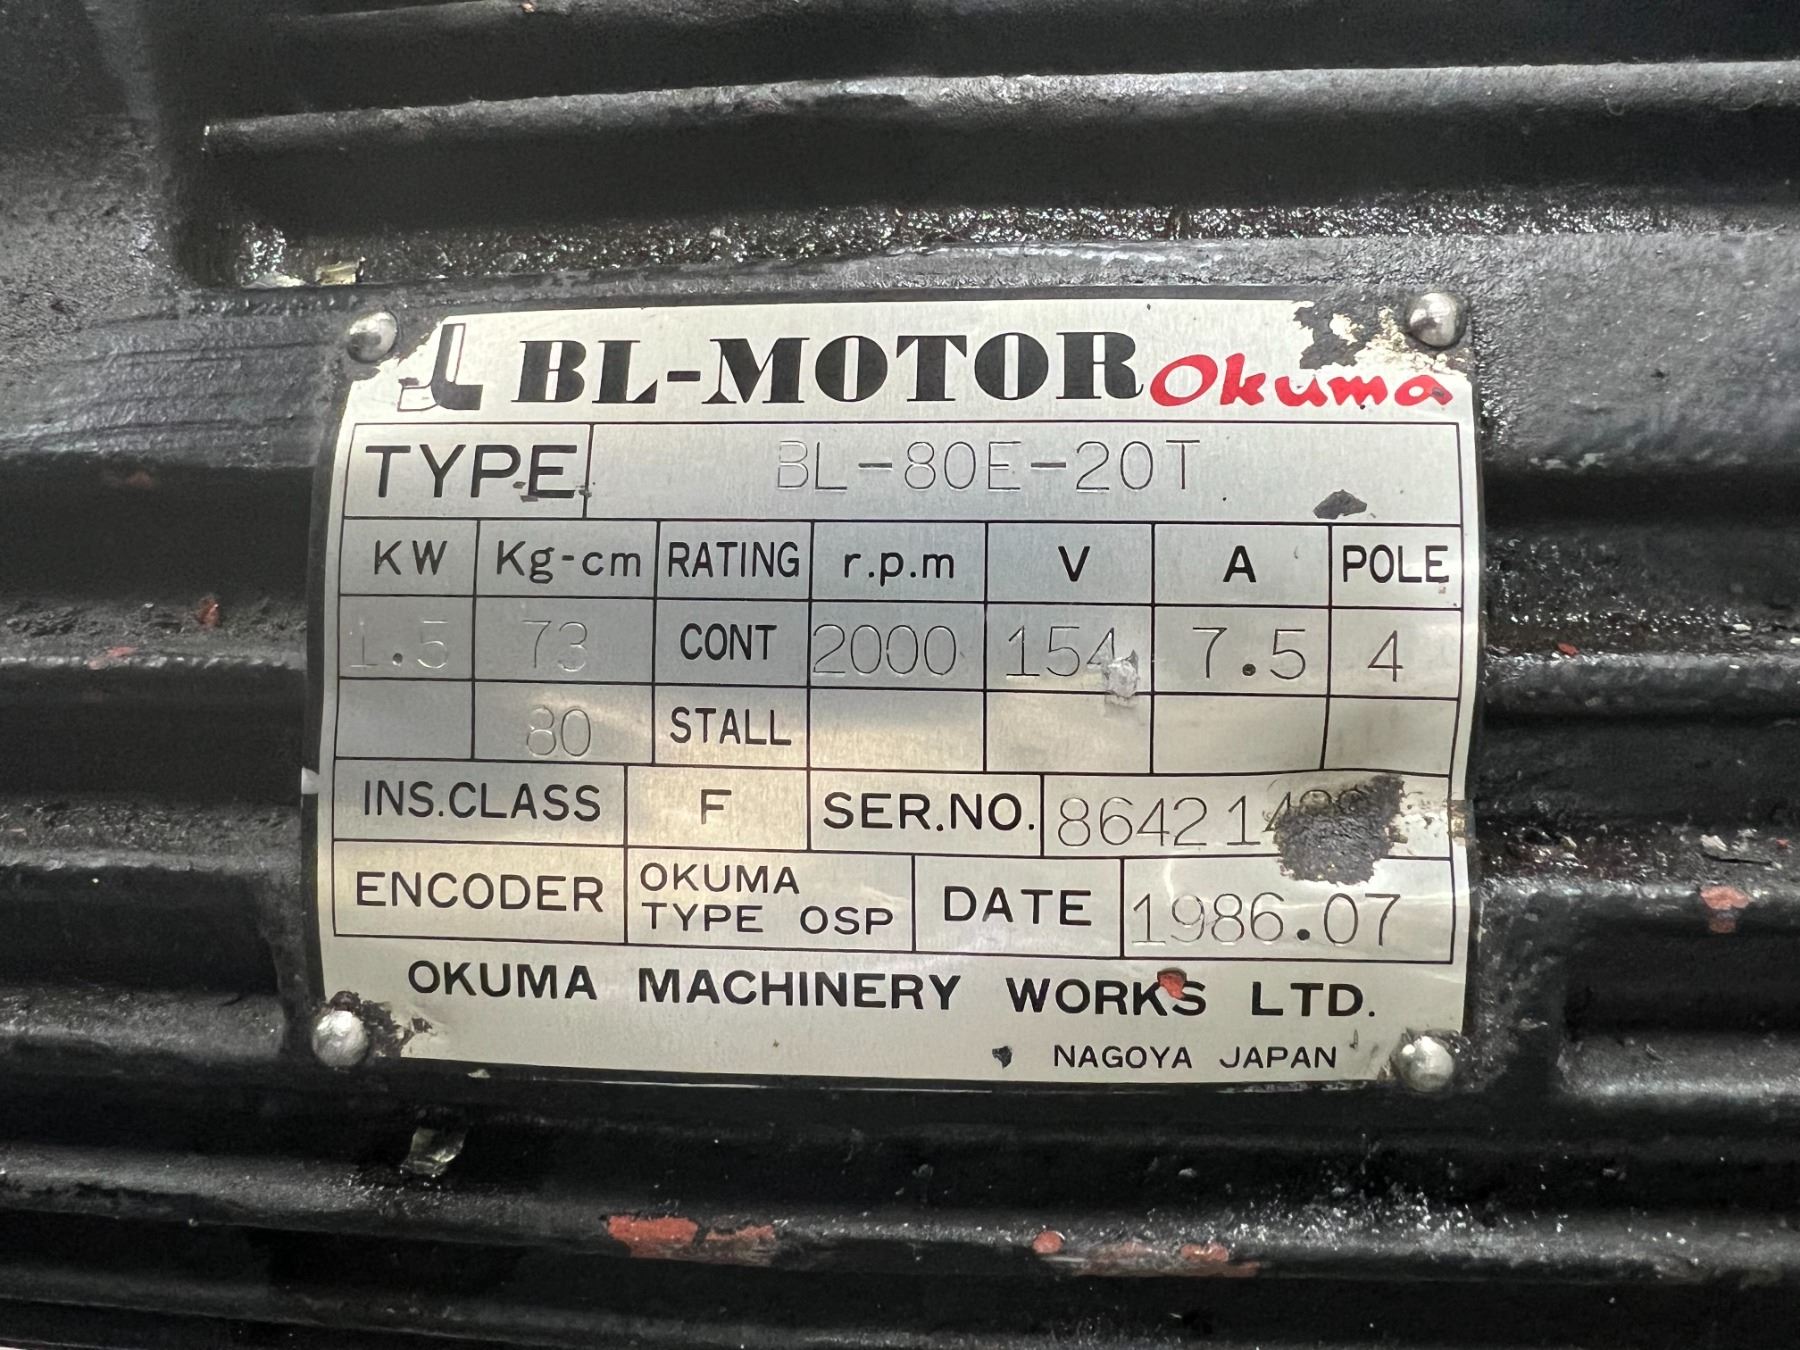 BL-MOTOR Okuma
TYPE BL-80E-20T
KW Kg-cm RATING r.p.m V A POLE
1.5 73 CONT 2000 154 7.5 4
80 STALL
INS.CLASS F SER.NO.
ENCODER OKUMA TYPE OSP DATE 1986.07
OKUMA MACHINERY WORKS LTD.
NAGOYA JAPAN